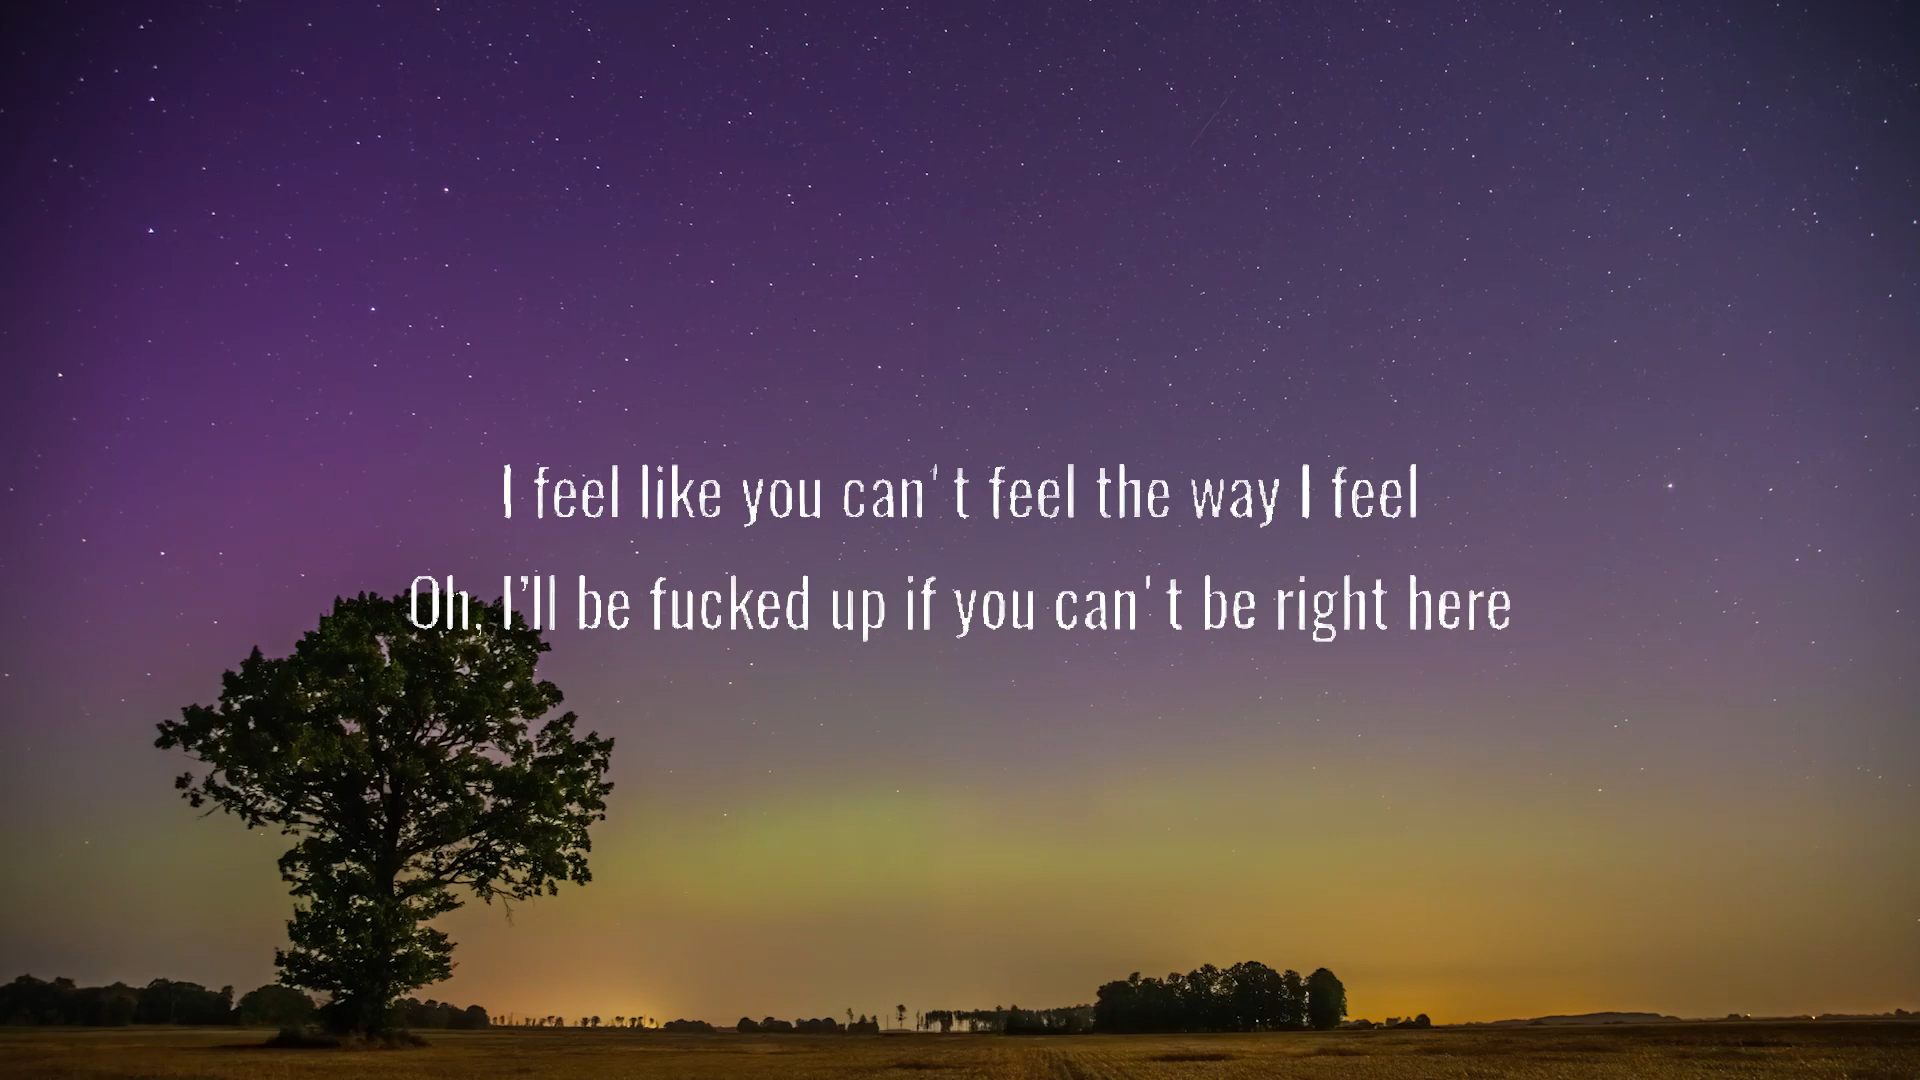 I feel like you can't feel the way I feel
Oh, I’ll be fucked up if you can't be right here